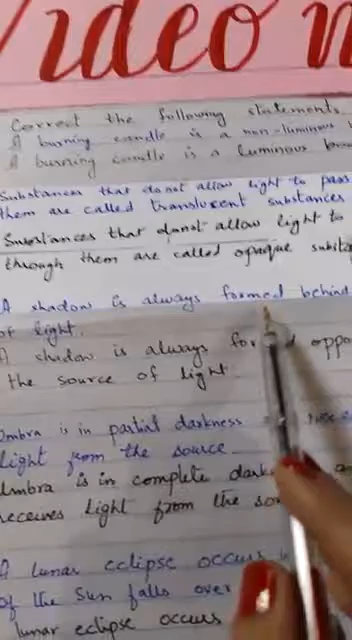 Video
Correct the following statements
A burning candle is a non-luminous
A burning candle is a luminous
Substances that do not allow light to pass
them are called translucent substances
Substances that donot allow light to
through them are called opaque
A shadow is always formed behind
of light.
A shadow is always
the source of light.
Umbra is in partial darkness
light from the source.
Umbra is in complete
receives light from the
A lunar eclipse occurs
of the Sun falls over
lunar eclipse occurs